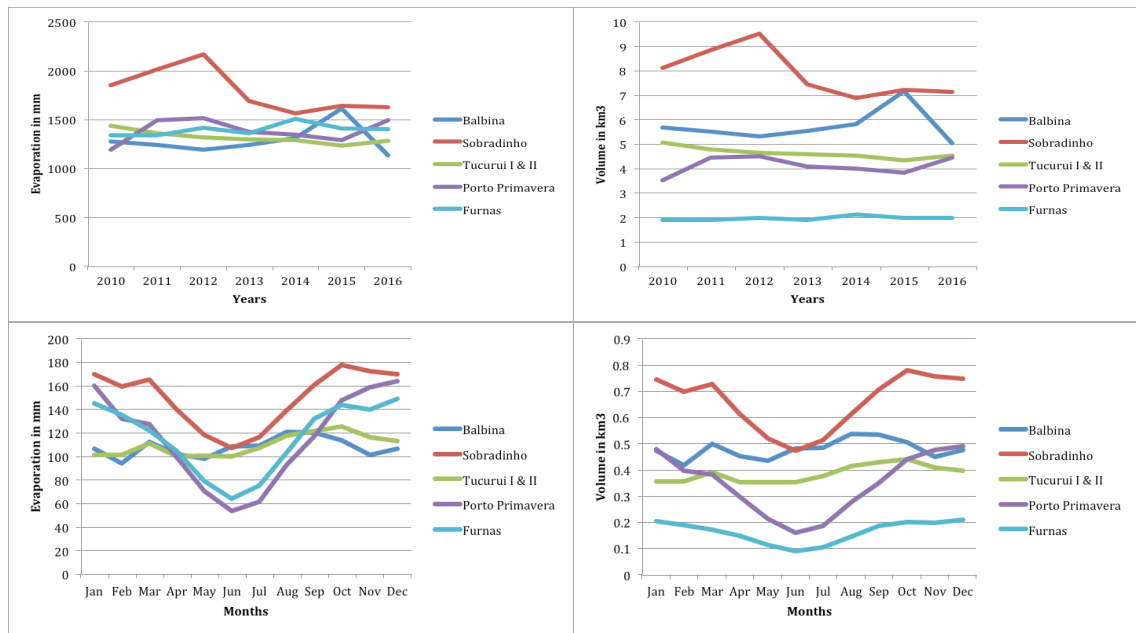 2500
2000
1500
1000
500
0
Evaporation in mm
2010 2011 2012 2013 2014 2015 2016
Years
Balbina
Sobradinho
Tucurui I & II
Porto Primavera
Furnas
10
9
8
7
6
5
4
3
2
1
0
Volume in km3
2010 2011 2012 2013 2014 2015 2016
Years
Balbina
Sobradinho
Tucurui I & II
Porto Primavera
Furnas
200
180
160
140
120
100
80
60
40
20
0
Evaporation in mm
Jan Feb Mar Apr May Jun Jul Aug Sep Oct Nov Dec
Months
Balbina
Sobradinho
Tucurui I & II
Porto Primavera
Furnas
0.9
0.8
0.7
0.6
0.5
0.4
0.3
0.2
0.1
0
Volume in km3
Jan Feb Mar Apr May Jun Jul Aug Sep Oct Nov Dec
Months
Balbina
Sobradinho
Tucurui I & II
Porto Primavera
Furnas